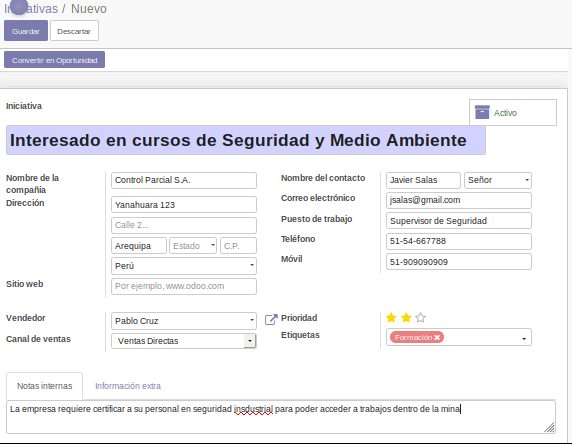 Iniciativas / Nuevo
Guardar Descartar
Convertir en Oportunidad
Iniciativa
Activo
Interesado en cursos de Seguridad y Medio Ambiente
Nombre de la compañía Control Parcial S.A.
Dirección Yanahuara 123
Calle 2...
Arequipa Estado C.P.
Perú
Sitio web Por ejemplo, www.odoo.com
Nombre del contacto Javier Salas Señor
Correo electrónico jsalas@gmail.com
Puesto de trabajo Supervisor de Seguridad
Teléfono 51-54-667788
Móvil 51-909090909
Vendedor Pablo Cruz
Canal de ventas Ventas Directas
Prioridad
Etiquetas Formación ×
Notas internas Información extra
La empresa requiere certificar a su personal en seguridad insdustrial para poder acceder a trabajos dentro de la mina